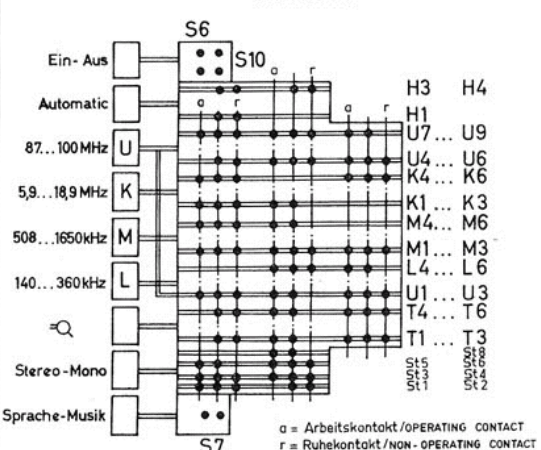 S6
Ein- Aus
S10
a r
H3 H4
Automatic
a r a
H1
U7... U9
87...100 MHz U
U4 ... U6
K4 ... K6
5,9...18,9 MHz K
K1 ... K3
M4... M6
508...1650kHz M
M1 ... M3
L4 ... L6
140...360kHz L
U1 ... U3
T4 ... T6
T1 ... T3
St8
St5 St6
Stereo-Mono
St3 St4
St1 St2
Sprache-Musik
S7
a = Arbeitskontakt/OPERATING CONTACT
r = Ruhekontakt/NON-OPERATING CONTACT